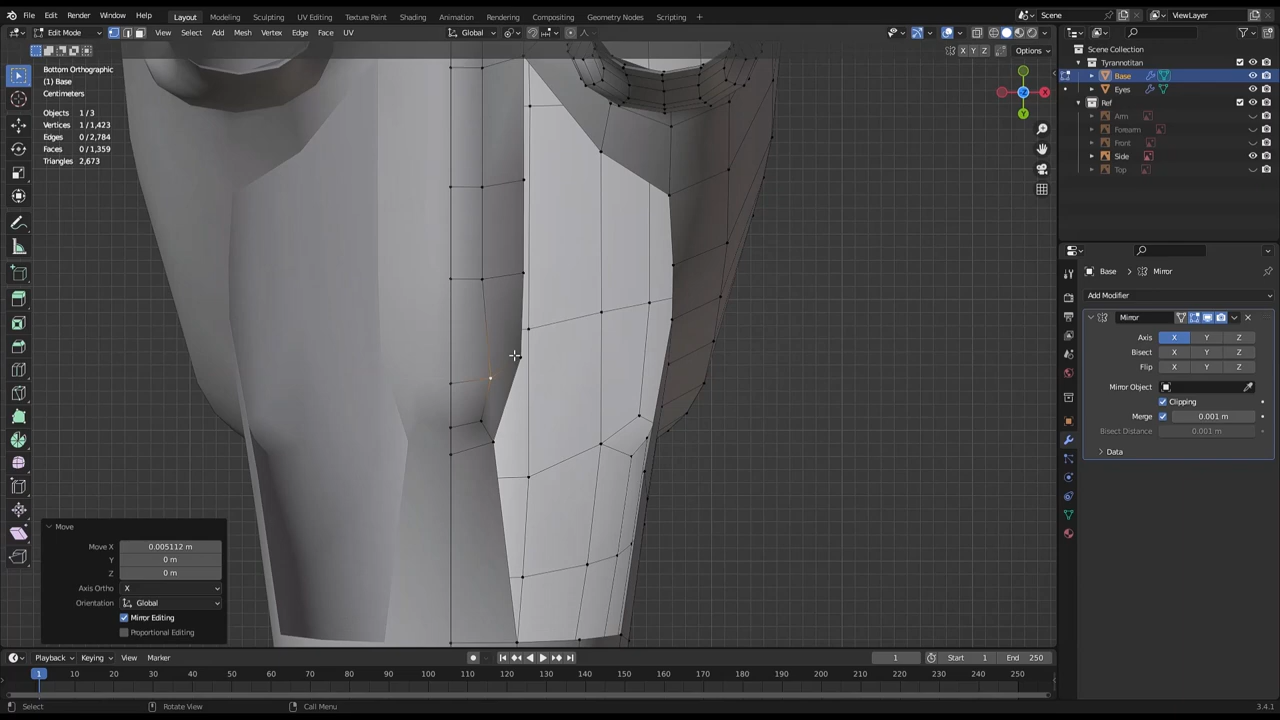 File Edit Render Window Help Layout Modeling Sculpting UV Editing Texture Paint Shading Animation Rendering Compositing Geometry Nodes Scripting + Scene ViewLayer
Edit Mode View Select Add Mesh Vertex Edge Face UV Global
X Y Z Options
Bottom Orthographic
(1) Base
Centimeters
Objects 1/3
Vertices 1/1,423
Edges 0/2,784
Faces 0/1,359
Triangles 2,673
X
Z
Y
Scene Collection
Tyrannotitan
Base
Eyes
Ref
Arm
Forearm
Front
Side
Top
Base Mirror
Add Modifier
Mirror
Axis X Y Z
Bisect X Y Z
Flip X Y Z
Mirror Object
Clipping
Merge 0.001 m
Bisect Distance 0.001 m
Data
Move
Move X 0.005112 m
Y 0 m
Z 0 m
Axis Ortho X
Orientation Global
Mirror Editing
Proportional Editing
Playback Keying View Marker 1 Start 1 End 250
1 10 20 30 40 50 60 70 80 90 100 110 120 130 140 150 160 170 180 190 200 210 220 230 240 250
Select Rotate View Call Menu 3.4.1